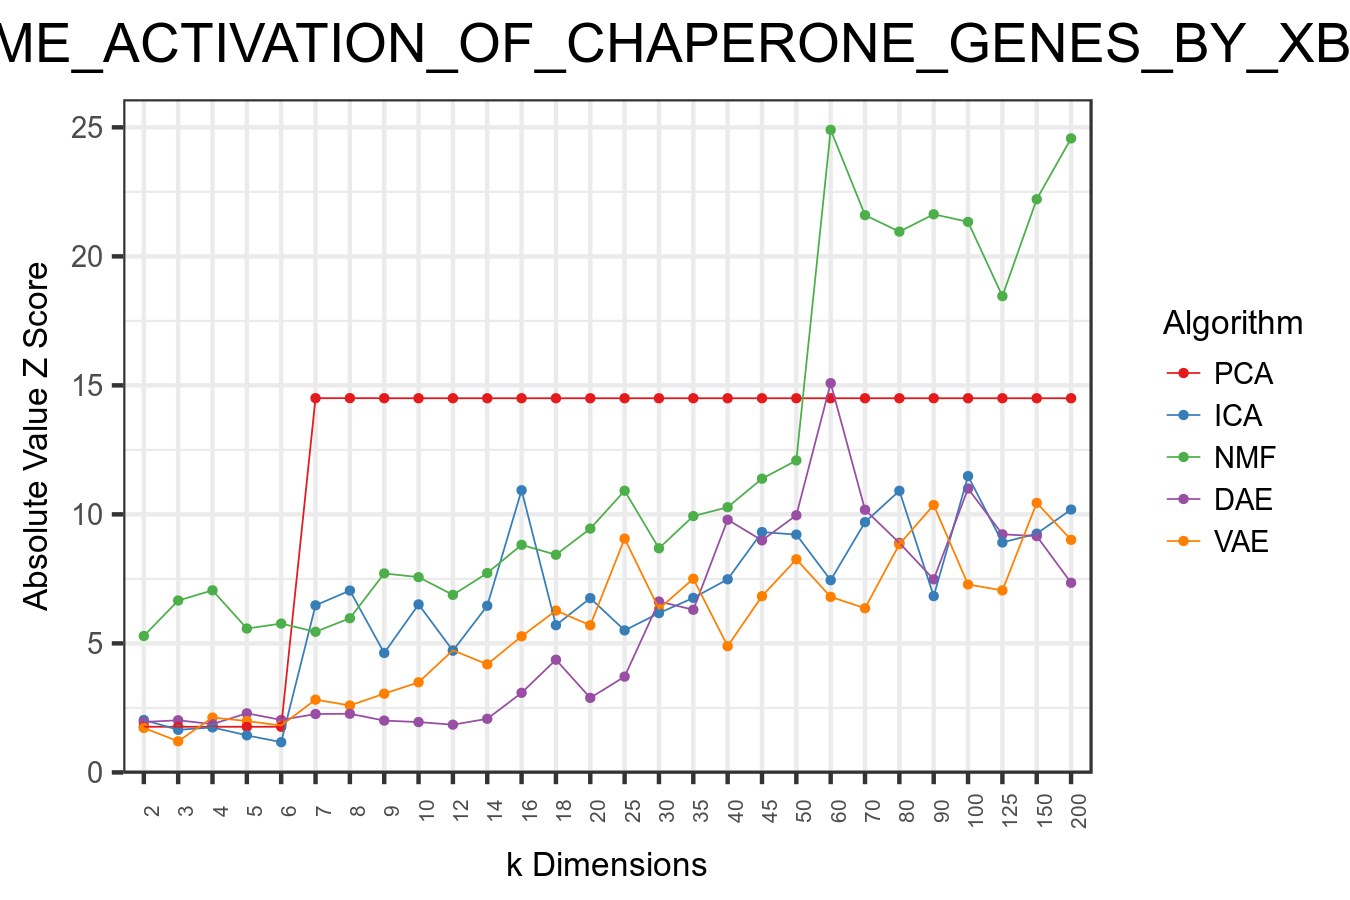 ME_ACTIVATION_OF_CHAPERONE_GENES_BY_XB
25
20
15
10
5
0
Absolute Value Z Score
2 3 4 5 6 7 8 9 10 12 14 16 18 20 25 30 35 40 45 50 60 70 80 90 100 125 150 200
k Dimensions
Algorithm
PCA
ICA
NMF
DAE
VAE